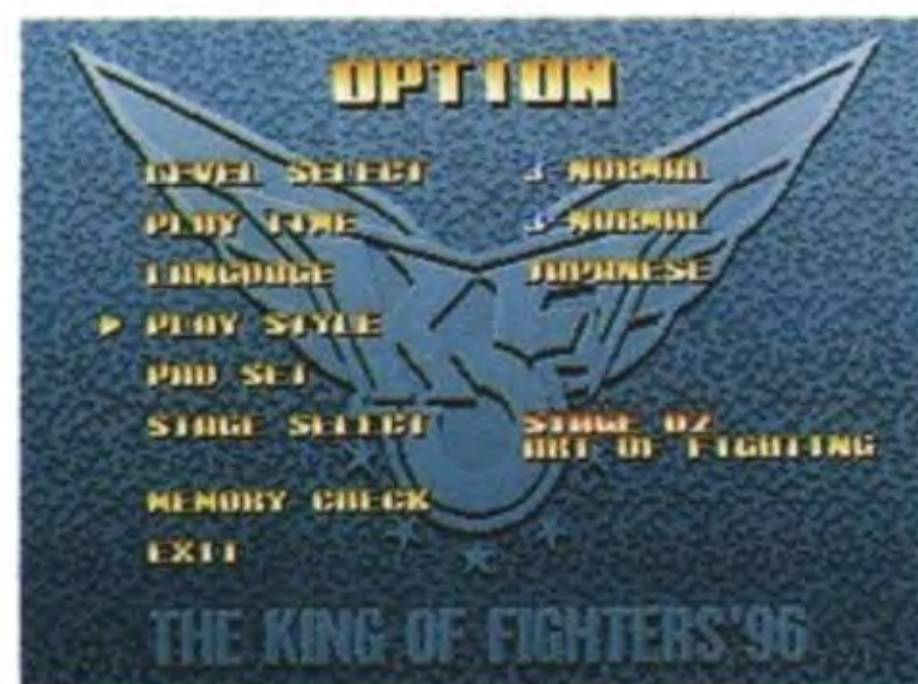 OPTION
LEVEL SELECT 3-NORMAL
PLAY TIME 3-NORMAL
LANGUAGE JAPANESE
PLAY STYLE
PAD SET
STAGE SELECT STAGE 02
ART OF FIGHTING
MEMORY CHECK
EXIT
THE KING OF FIGHTERS'96